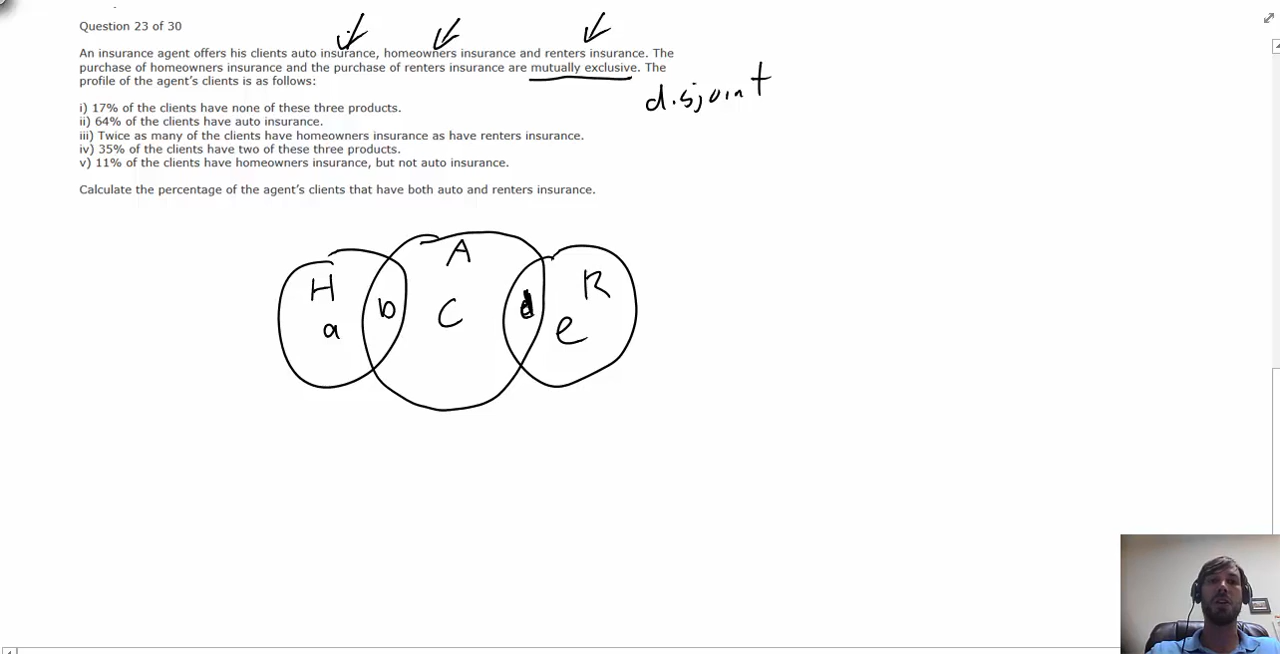 Question 23 of 30
An insurance agent offers his clients auto insurance, homeowners insurance and renters insurance. The
purchase of homeowners insurance and the purchase of renters insurance are mutually exclusive. The
profile of the agent's clients is as follows:
disjoint
i) 17% of the clients have none of these three products.
ii) 64% of the clients have auto insurance.
iii) Twice as many of the clients have homeowners insurance as have renters insurance.
iv) 35% of the clients have two of these three products.
v) 11% of the clients have homeowners insurance, but not auto insurance.
Calculate the percentage of the agent's clients that have both auto and renters insurance.
H A R
a b C d e